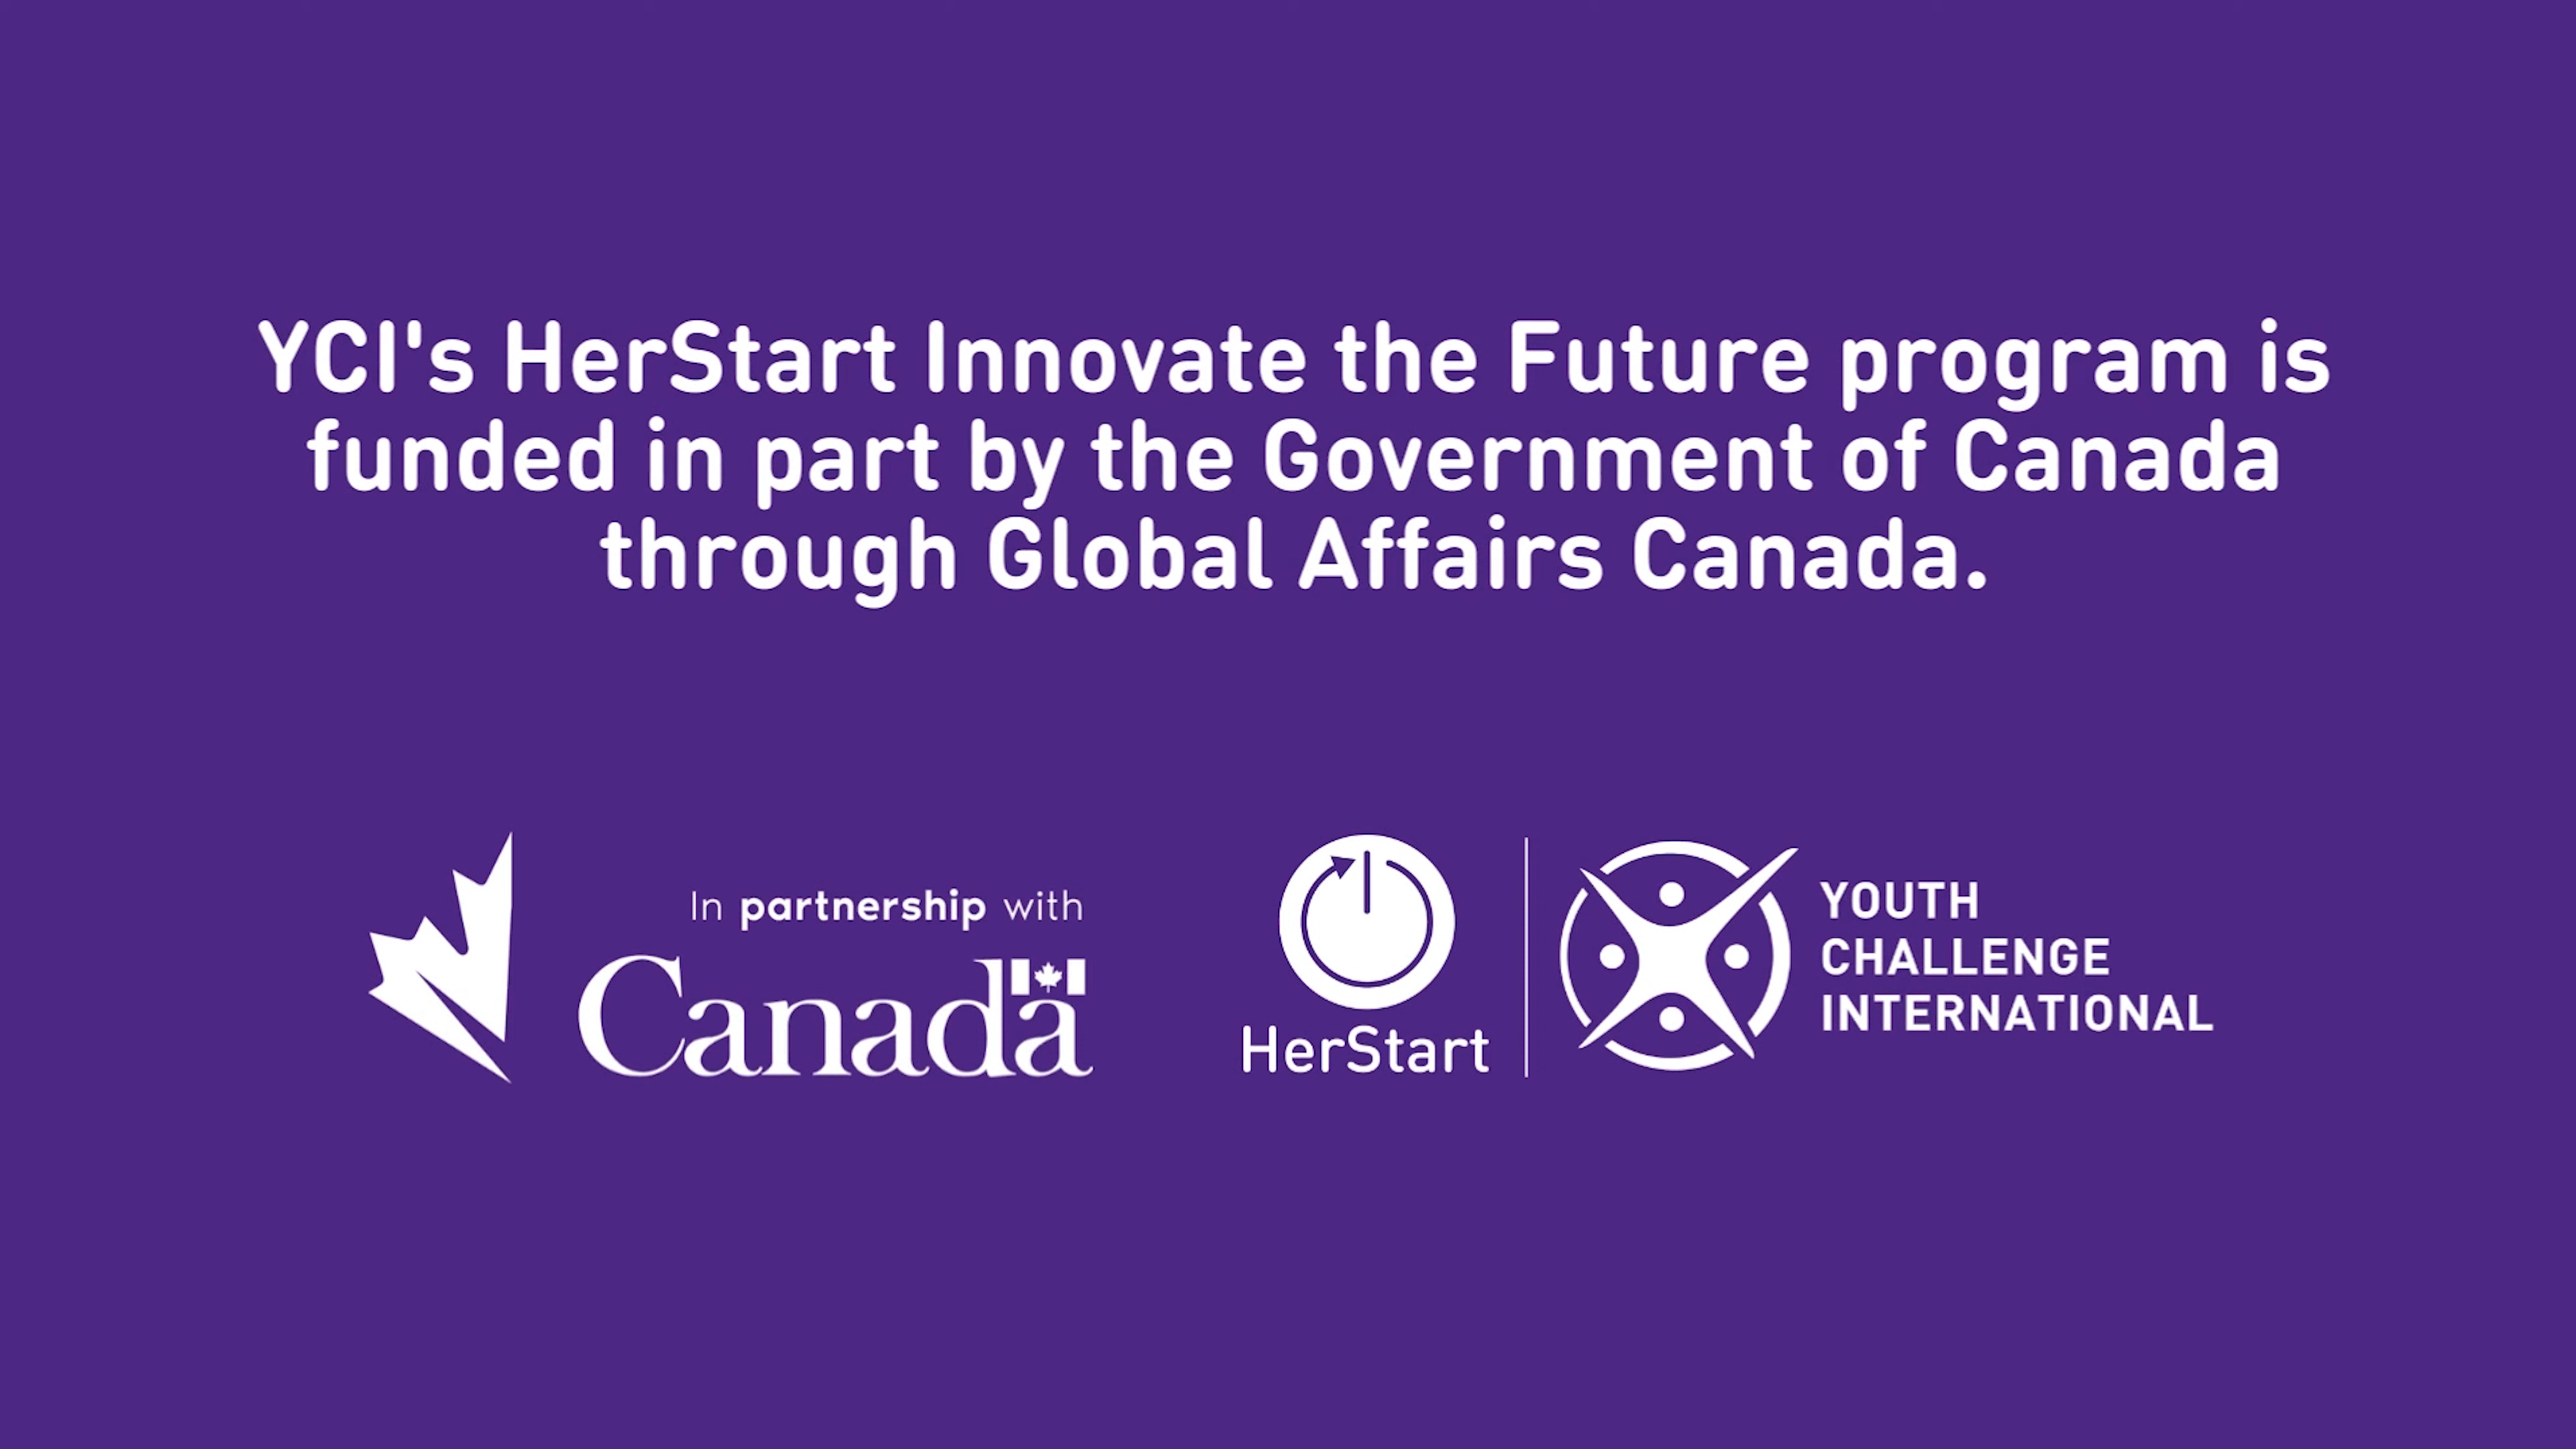 YCI's HerStart Innovate the Future program is
funded in part by the Government of Canada
through Global Affairs Canada.
In partnership with
Canada
HerStart
YOUTH
CHALLENGE
INTERNATIONAL